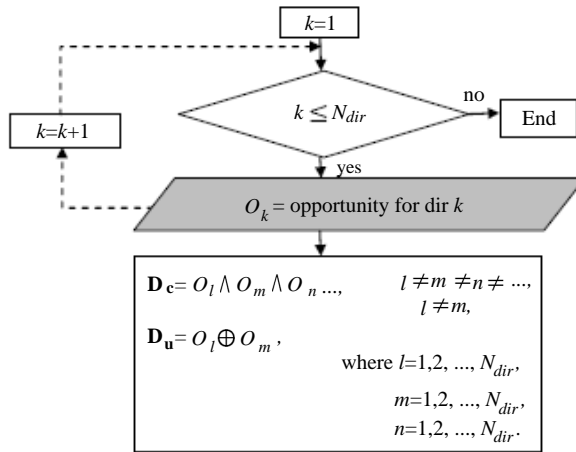 k=1
k ≤ N_dir
no
End
k=k+1
yes
O_k = opportunity for dir k
D_c= O_l ∧ O_m ∧ O_n ..., l ≠m ≠n ≠ ...,
l ≠m,
D_u= O_l ⊕ O_m ,
where l=1,2, ..., N_dir,
m=1,2, ..., N_dir,
n=1,2, ..., N_dir.